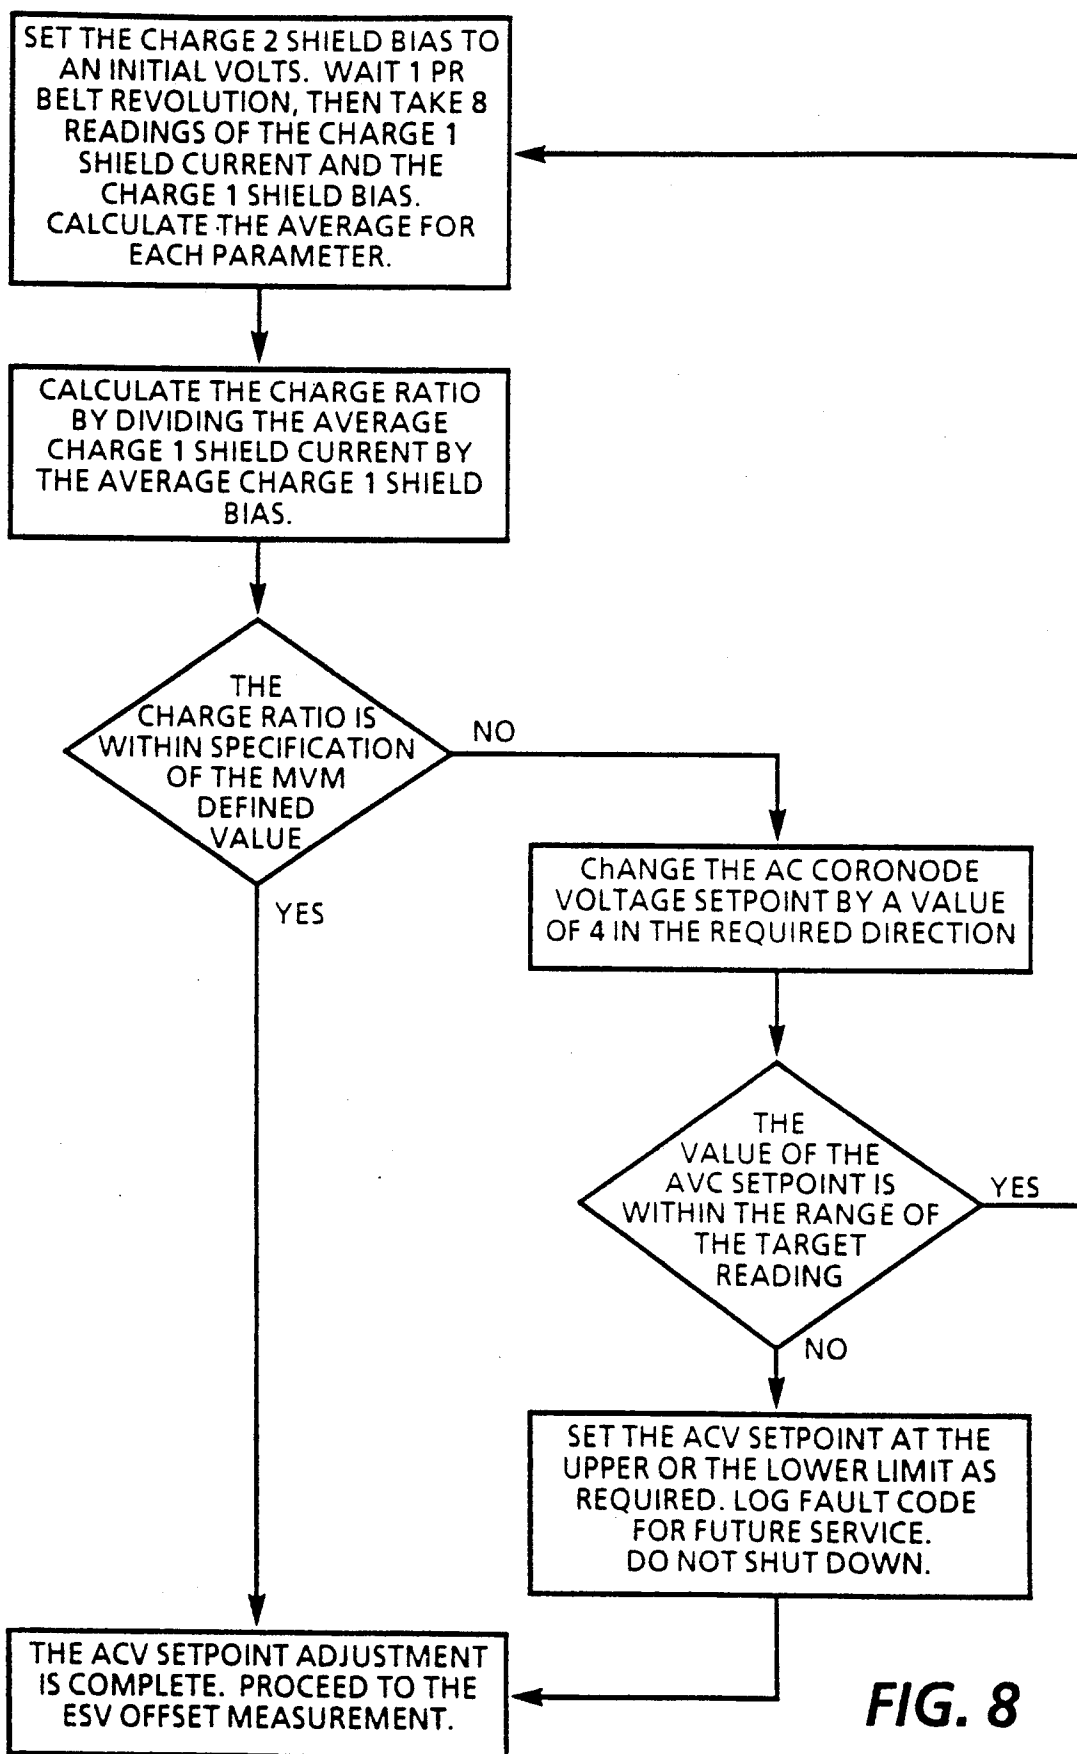 SET THE CHARGE 2 SHIELD BIAS TO
AN INITIAL VOLTS. WAIT 1 PR
BELT REVOLUTION, THEN TAKE 8
READINGS OF THE CHARGE 1
SHIELD CURRENT AND THE
CHARGE 1 SHIELD BIAS.
CALCULATE THE AVERAGE FOR
EACH PARAMETER.
CALCULATE THE CHARGE RATIO
BY DIVIDING THE AVERAGE
CHARGE 1 SHIELD CURRENT BY
THE AVERAGE CHARGE 1 SHIELD
BIAS.
THE
CHARGE RATIO IS
WITHIN SPECIFICATION
OF THE MVM
DEFINED
VALUE
NO
YES
ChANGE THE AC CORONODE
VOLTAGE SETPOINT BY A VALUE
OF 4 IN THE REQUIRED DIRECTION
THE
VALUE OF THE
AVC SETPOINT IS
WITHIN THE RANGE OF
THE TARGET
READING
YES
NO
SET THE ACV SETPOINT AT THE
UPPER OR THE LOWER LIMIT AS
REQUIRED. LOG FAULT CODE
FOR FUTURE SERVICE.
DO NOT SHUT DOWN.
THE ACV SETPOINT ADJUSTMENT
IS COMPLETE. PROCEED TO THE
ESV OFFSET MEASUREMENT.
FIG. 8